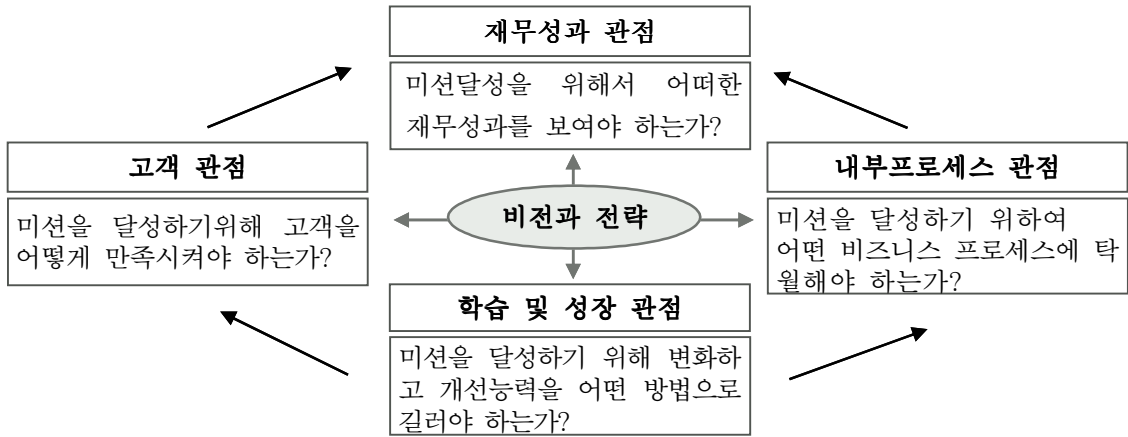 재무성과 관점
미션달성을 위해서 어떠한
재무성과를 보여야 하는가?
고객 관점
미션을 달성하기위해 고객을
어떻게 만족시켜야 하는가?
비전과 전략
내부프로세스 관점
미션을 달성하기 위하여
어떤 비즈니스 프로세스에 탁
월해야 하는가?
학습 및 성장 관점
미션을 달성하기 위해 변화하
고 개선능력을 어떤 방법으로
길러야 하는가?